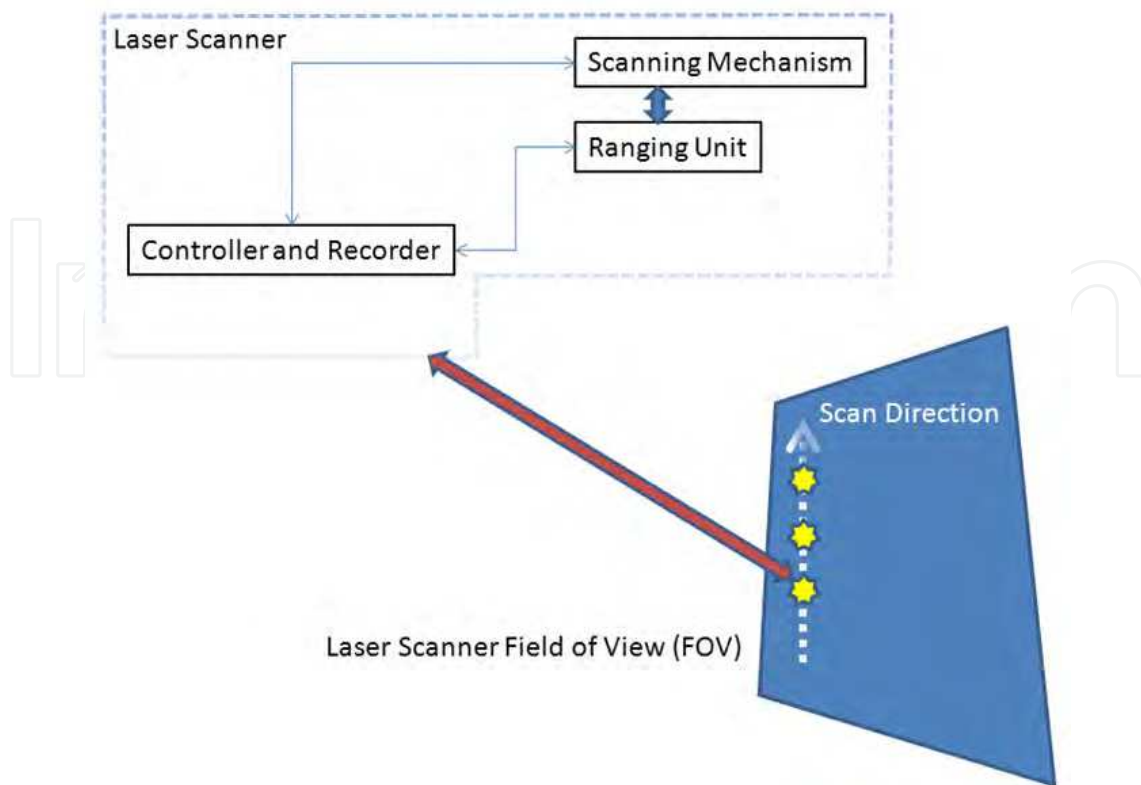 Laser Scanner
Scanning Mechanism
Ranging Unit
Controller and Recorder
Scan Direction
Laser Scanner Field of View (FOV)